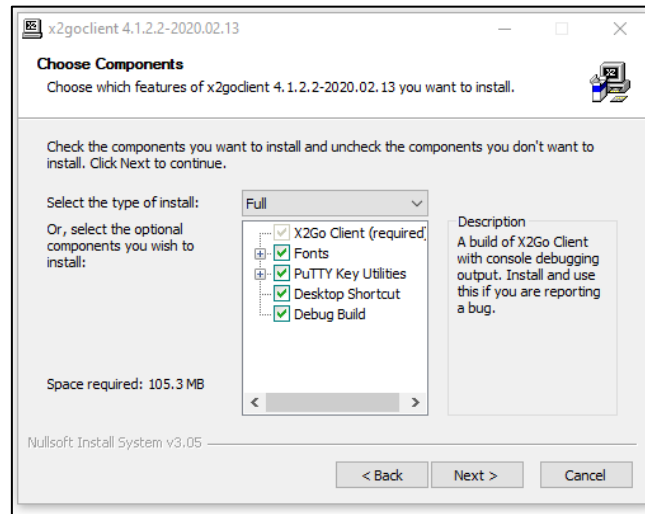 x2goclient 4.1.2.2-2020.02.13
Choose Components
Choose which features of x2goclient 4.1.2.2-2020.02.13 you want to install.
Check the components you want to install and uncheck the components you don't want to
install. Click Next to continue.
Select the type of install:
Full
Or, select the optional
components you wish to
install:
X2Go Client (required)
Fonts
PuTTY Key Utilities
Desktop Shortcut
Debug Build
Description
A build of X2Go Client
with console debugging
output. Install and use
this if you are reporting
a bug.
Space required: 105.3 MB
Nullsoft Install System v3.05
< Back
Next >
Cancel